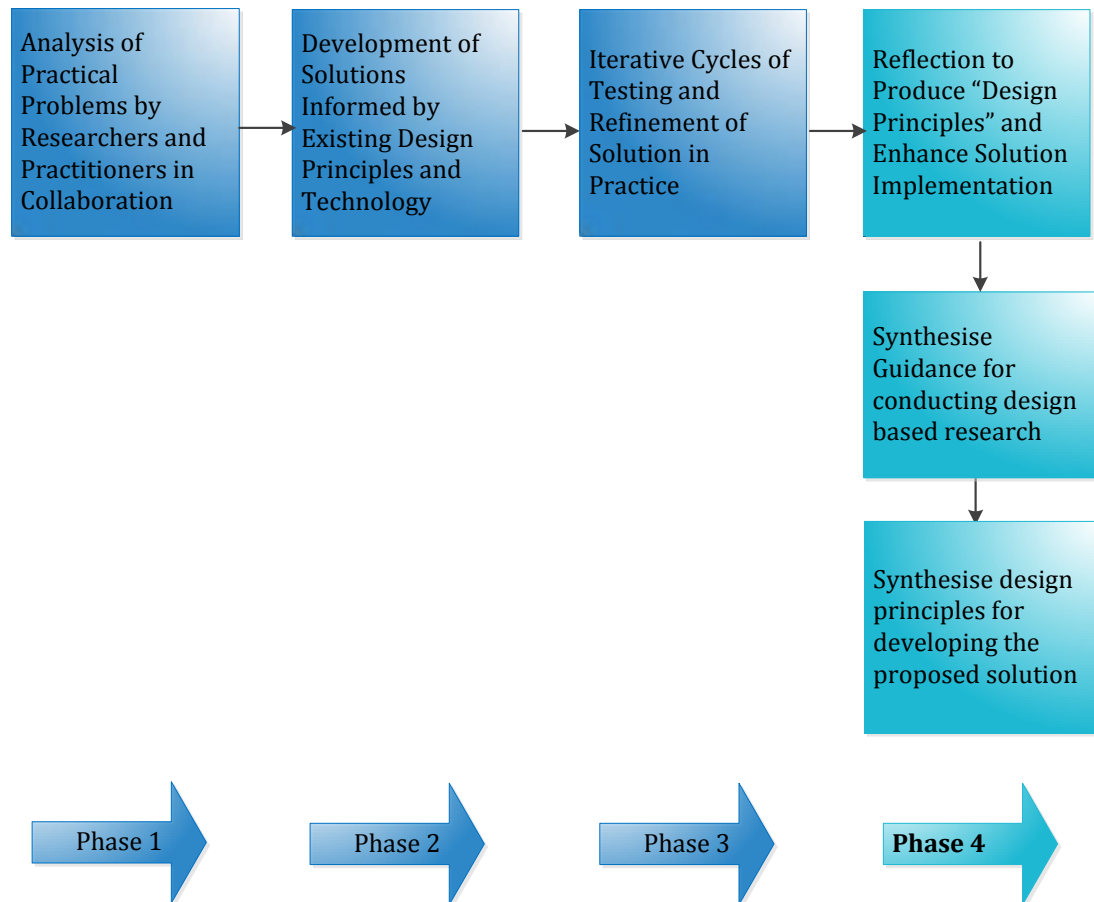 Analysis of
Practical
Problems by
Researchers and
Practitioners in
Collaboration
Development of
Solutions
Informed by
Existing Design
Principles and
Technology
Iterative Cycles of
Testing and
Refinement of
Solution in
Practice
Reflection to
Produce “Design
Principles” and
Enhance Solution
Implementation
Synthesise
Guidance for
conducting design
based research
Synthesise design
principles for
developing the
proposed solution
Phase 1
Phase 2
Phase 3
Phase 4